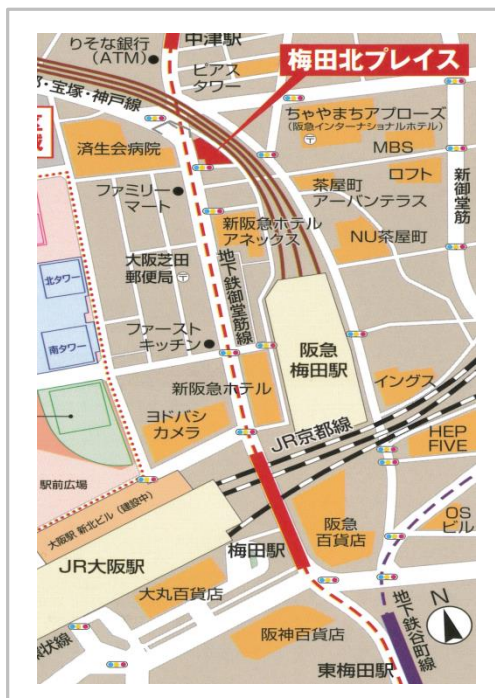 りそな銀行
(ATM)
中津駅
ピアス
タワー
梅田北プレイス
宝塚・神戸線
ちゃやまちアプローズ
(阪急インターナショナルホテル)
MBS
済生会病院
ロフト
新御堂筋
茶屋町
アーバンテラス
ファミリー
マート
新阪急ホテル
アネックス
NU茶屋町
大阪芝田
郵便局
地下鉄御堂筋線
北タワー
南タワー
ファースト
キッチン
阪急
梅田駅
新阪急ホテル
イングス
ヨドバシ
カメラ
JR京都線
HEP
FIVE
駅前広場
大阪駅 新北ビル (建設中)
OS
ビル
阪急
百貨店
梅田駅
JR大阪駅
大丸百貨店
地下鉄谷町線
N
状線
阪神百貨店
東梅田駅